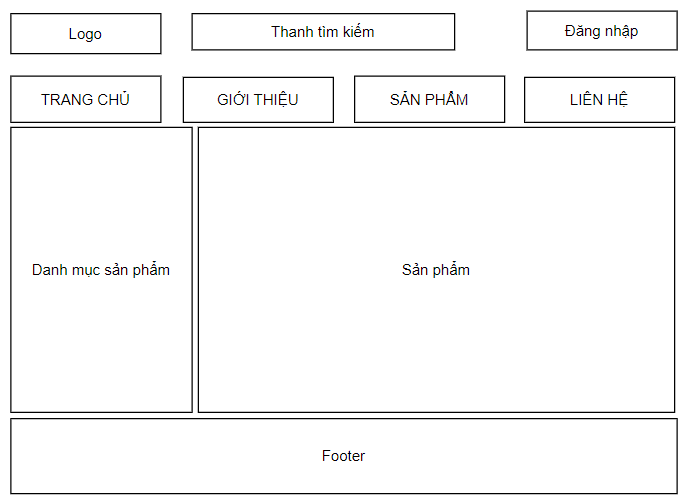 Logo
Thanh tìm kiếm
Đăng nhập
TRANG CHỦ
GIỚI THIỆU
SẢN PHẨM
LIÊN HỆ
Danh mục sản phẩm
Sản phẩm
Footer